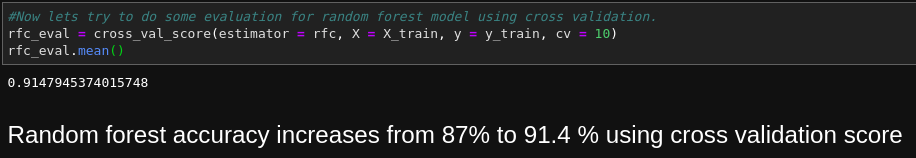 #Now lets try to do some evaluation for random forest model using cross validation.
rfc_eval = cross_val_score(estimator = rfc, X = X_train, y = y_train, cv = 10)
rfc_eval.mean()
0.9147945374015748
Random forest accuracy increases from 87% to 91.4 % using cross validation score